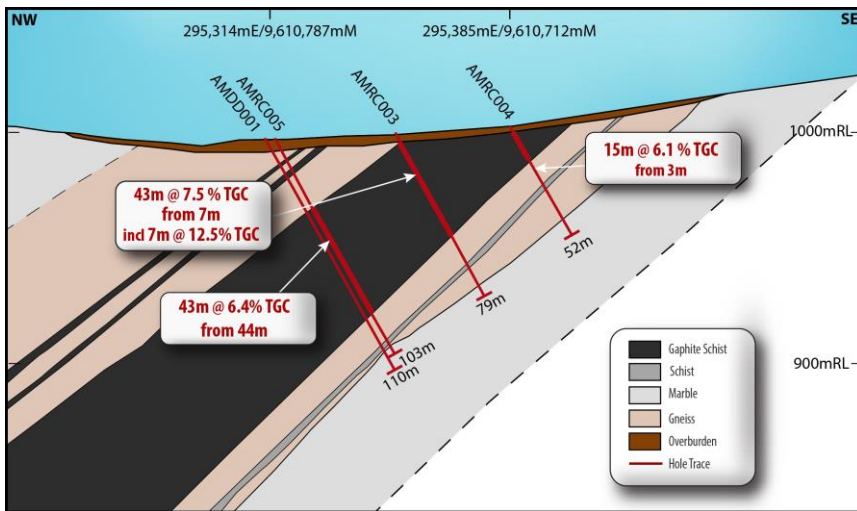 NW
SE
295,314mE/9,610,787mM
295,385mE/9,610,712mM
AMDD001
AMRC005
AMRC003
AMRC004
1000mRL
15m @ 6.1 % TGC
from 3m
43m @ 7.5 % TGC
from 7m
incl 7m @ 12.5% TGC
43m @ 6.4% TGC
from 44m
52m
79m
103m
110m
900mRL
Gaphite Schist
Schist
Marble
Gneiss
Overburden
Hole Trace